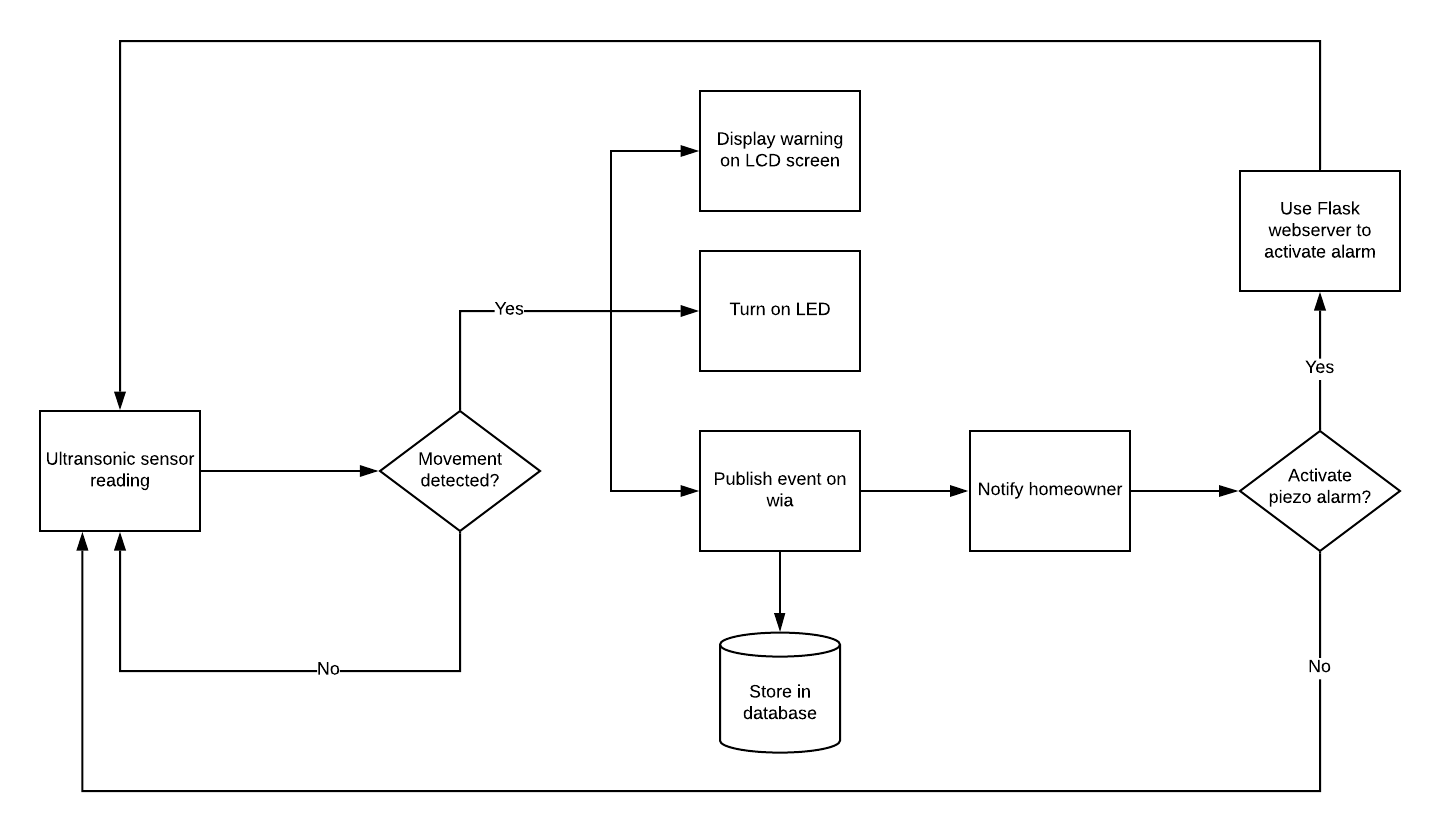 Display warning
on LCD screen
Use Flask
webserver to
activate alarm
Yes
Turn on LED
Yes
Ultransonic sensor
reading
Movement
detected?
Publish event on
wia
Notify homeowner
Activate
piezo alarm?
No
No
Store in
database